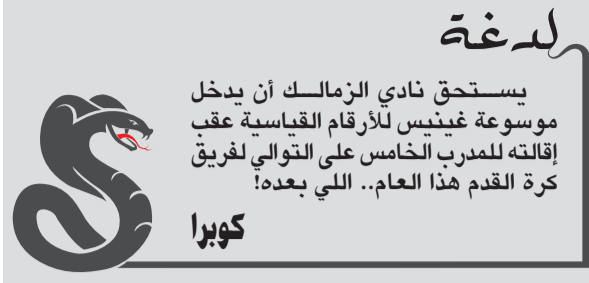 لدغة
يستحق نادي الزمالك أن يدخل
موسوعة غينيس للأرقام القياسية عقب
إقالته للمدرب الخامس على التوالي لفريق
كرة القدم هذا العام.. اللي بعده!
كوبرا